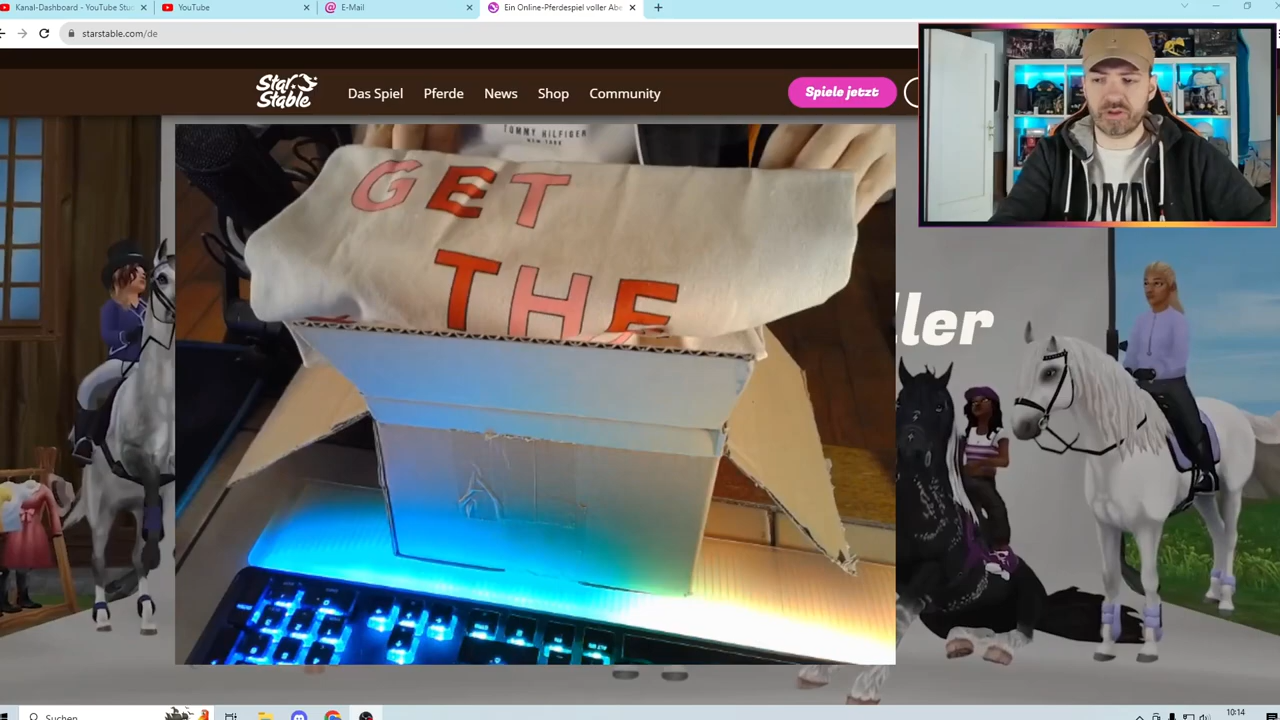 Kanal-Dashboard - YouTube Stu
YouTube
E-Mail
Ein Online-Pferdespiel voller Abe
starstable.com/de
Star Stable
Das Spiel
Pferde
News
Shop
Community
Spiele jetzt
TOMMY HILFIGER
NEW YORK
GET
THE
ller
Suchen
10:14